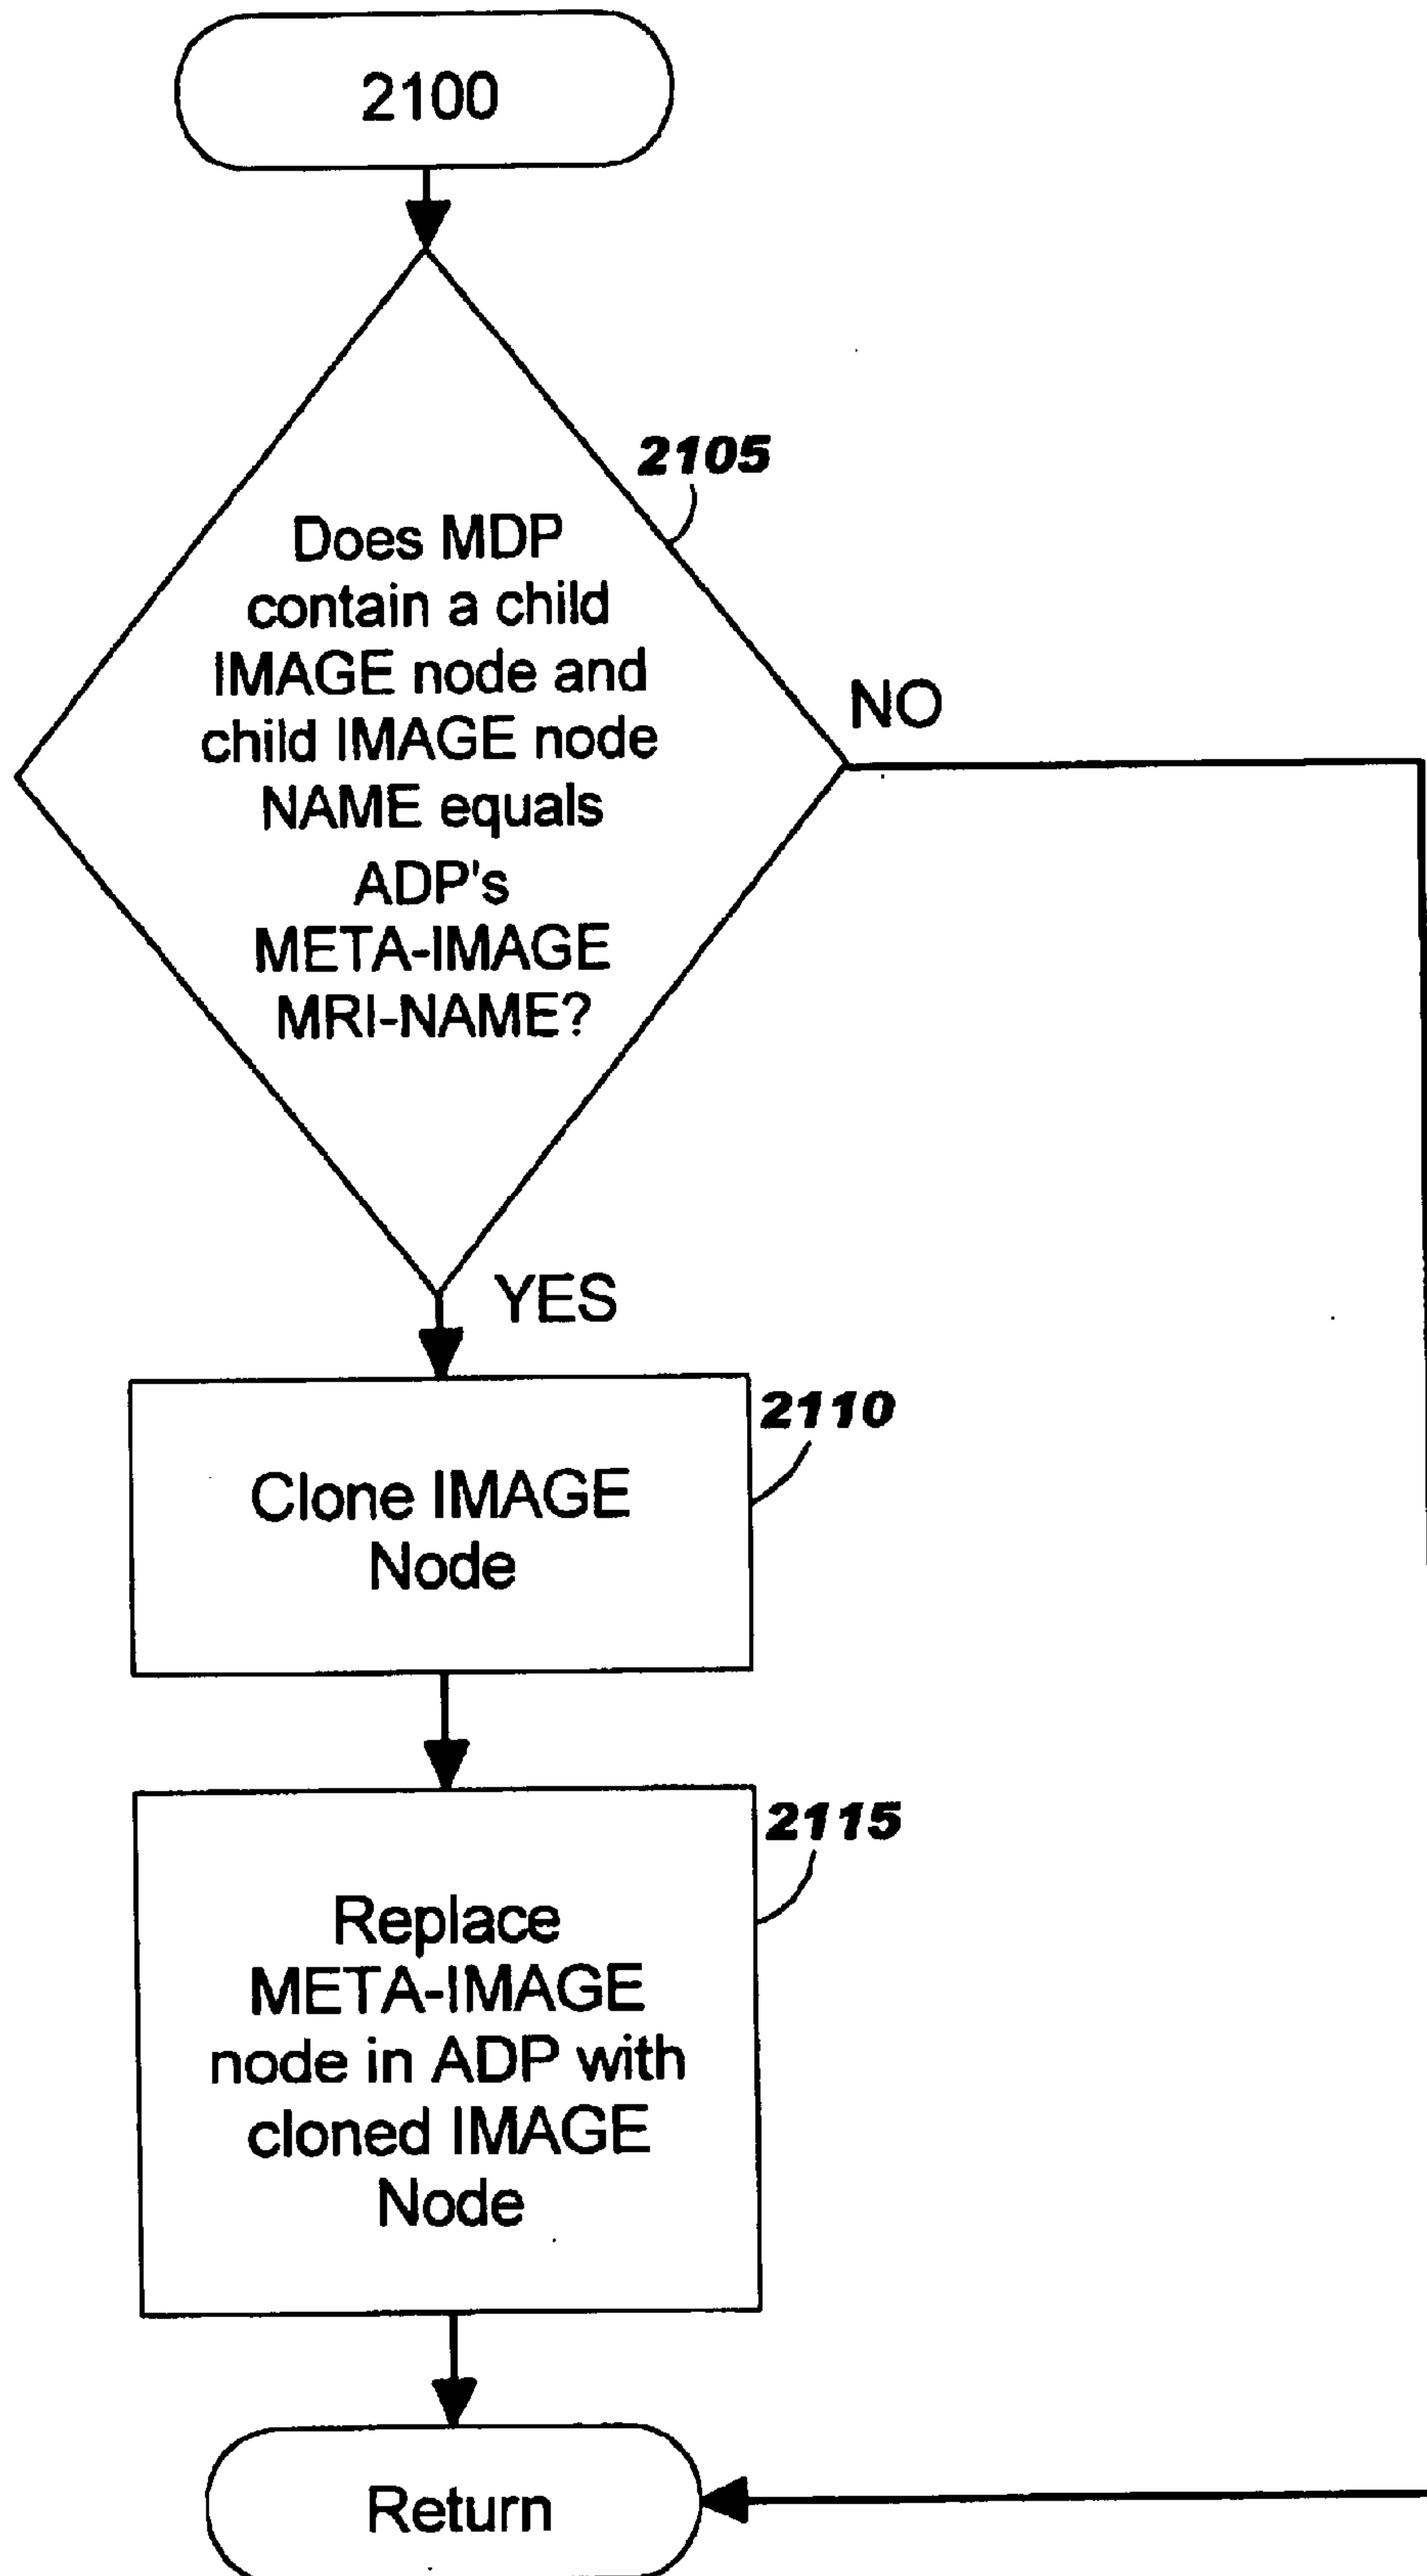 2100
2105
Does MDP
contain a child
IMAGE node and
child IMAGE node
NAME equals
ADP's
META-IMAGE
MRI-NAME?
NO
YES
2110
Clone IMAGE
Node
2115
Replace
META-IMAGE
node in ADP with
cloned IMAGE
Node
Return